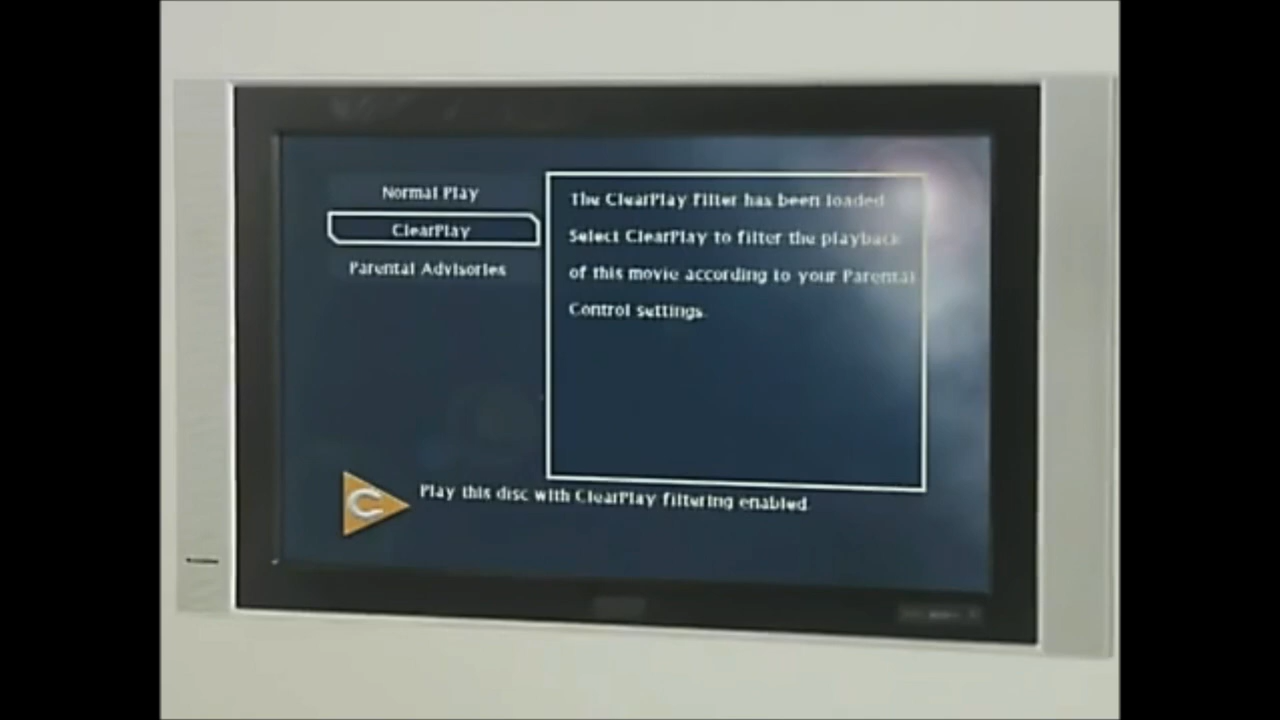 Normal Play
ClearPlay
Parental Advisories
The ClearPlay Filter has been loaded
Select ClearPlay to filter the playback
of this movie according to your Parental
Control settings.
Play this disc with ClearPlay filtering enabled.